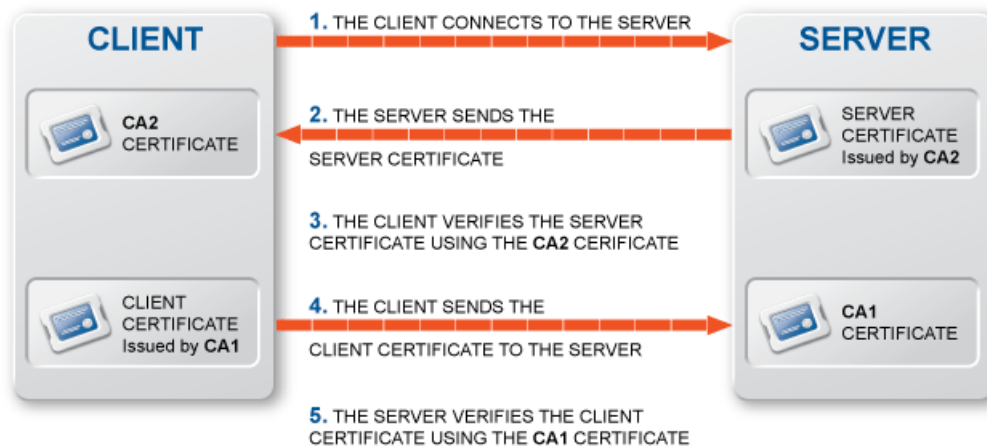 CLIENT
CA2
CERTIFICATE
CLIENT
CERTIFICATE
Issued by CA1
1. THE CLIENT CONNECTS TO THE SERVER
2. THE SERVER SENDS THE
SERVER CERTIFICATE
3. THE CLIENT VERIFIES THE SERVER
CERTIFICATE USING THE CA2 CERIFICATE
4. THE CLIENT SENDS THE
CLIENT CERTIFICATE TO THE SERVER
5. THE SERVER VERIFIES THE CLIENT
CERTIFICATE USING THE CA1 CERTIFICATE
SERVER
SERVER
CERTIFICATE
Issued by CA2
CA1
CERTIFICATE